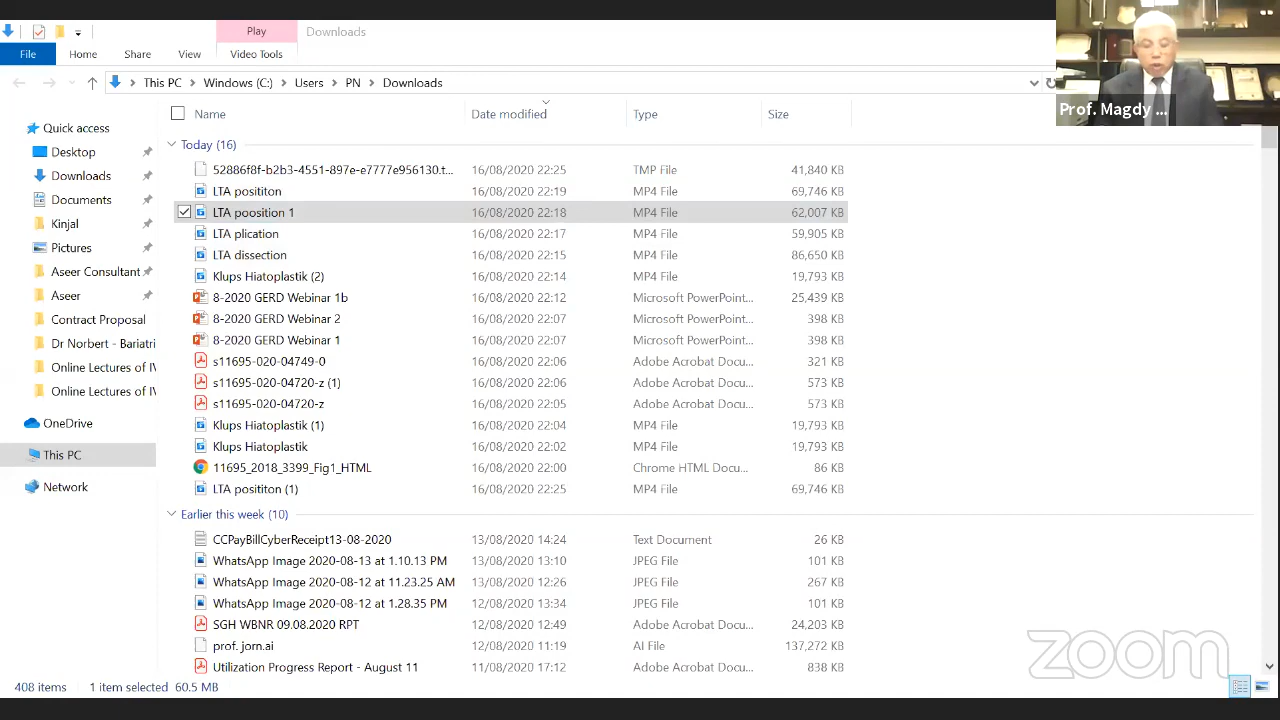 Play Downloads
File Home Share View Video Tools
This PC Windows (C:) Users PN Downloads
Prof. Magdy ...
Name Date modified Type Size
Quick access
Desktop
Downloads
Documents
Kinjal
Pictures
Aseer Consultant
Aseer
Contract Proposal
Dr Norbert - Bariatri
Online Lectures of IV
Online Lectures of IV
OneDrive
This PC
Network
Today (16)
52886f8f-b2b3-4551-897e-e7777e956130.t... 16/08/2020 22:25 TMP File 41,840 KB
LTA posititon 16/08/2020 22:19 MP4 File 69,746 KB
LTA poosition 1 16/08/2020 22:18 MP4 File 62,007 KB
LTA plication 16/08/2020 22:17 MP4 File 59,905 KB
LTA dissection 16/08/2020 22:15 MP4 File 86,650 KB
Klups Hiatoplastik (2) 16/08/2020 22:14 MP4 File 19,793 KB
8-2020 GERD Webinar 1b 16/08/2020 22:12 Microsoft PowerPoint... 25,439 KB
8-2020 GERD Webinar 2 16/08/2020 22:07 Microsoft PowerPoint... 398 KB
8-2020 GERD Webinar 1 16/08/2020 22:07 Microsoft PowerPoint... 398 KB
s11695-020-04749-0 16/08/2020 22:06 Adobe Acrobat Docu... 321 KB
s11695-020-04720-z (1) 16/08/2020 22:06 Adobe Acrobat Docu... 573 KB
s11695-020-04720-z 16/08/2020 22:05 Adobe Acrobat Docu... 573 KB
Klups Hiatoplastik (1) 16/08/2020 22:04 MP4 File 19,793 KB
Klups Hiatoplastik 16/08/2020 22:02 MP4 File 19,793 KB
11695_2018_3399_Fig1_HTML 16/08/2020 22:00 Chrome HTML Docu... 86 KB
LTA posititon (1) 16/08/2020 22:25 MP4 File 69,746 KB
Earlier this week (10)
CCPayBillCyberReceipt13-08-2020 13/08/2020 14:24 Text Document 26 KB
WhatsApp Image 2020-08-13 at 1.10.13 PM 13/08/2020 13:10 JPEG File 101 KB
WhatsApp Image 2020-08-12 at 11.23.25 AM 13/08/2020 12:26 JPEG File 267 KB
WhatsApp Image 2020-08-12 at 1.28.35 PM 12/08/2020 13:34 JPEG File 101 KB
SGH WBNR 09.08.2020 RPT 12/08/2020 12:49 Adobe Acrobat Docu... 24,203 KB
prof. jorn.ai 12/08/2020 11:19 AI File 137,272 KB
Utilization Progress Report - August 11 11/08/2020 17:12 Adobe Acrobat Docu... 838 KB
zoom
408 items 1 item selected 60.5 MB